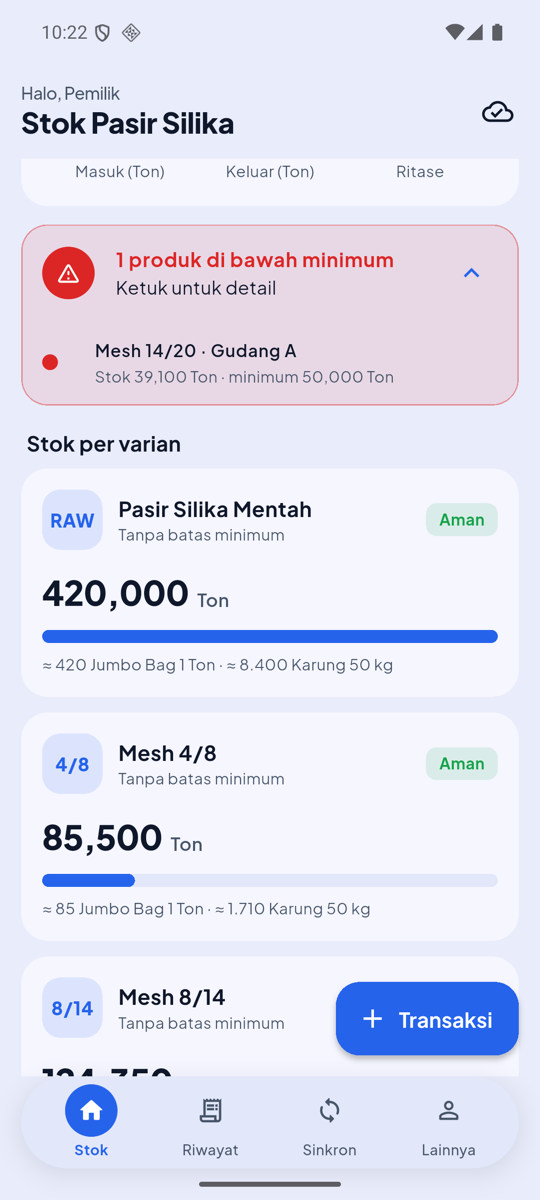 10:22
Halo, Pemilik
Stok Pasir Silika
Masuk (Ton) Keluar (Ton) Ritase
1 produk di bawah minimum
Ketuk untuk detail
Mesh 14/20 · Gudang A
Stok 39,100 Ton · minimum 50,000 Ton
Stok per varian
RAW
Pasir Silika Mentah
Tanpa batas minimum
Aman
420,000 Ton
≈ 420 Jumbo Bag 1 Ton · ≈ 8.400 Karung 50 kg
4/8
Mesh 4/8
Tanpa batas minimum
Aman
85,500 Ton
≈ 85 Jumbo Bag 1 Ton · ≈ 1.710 Karung 50 kg
8/14
Mesh 8/14
Tanpa batas minimum
+ Transaksi
Stok Riwayat Sinkron Lainnya